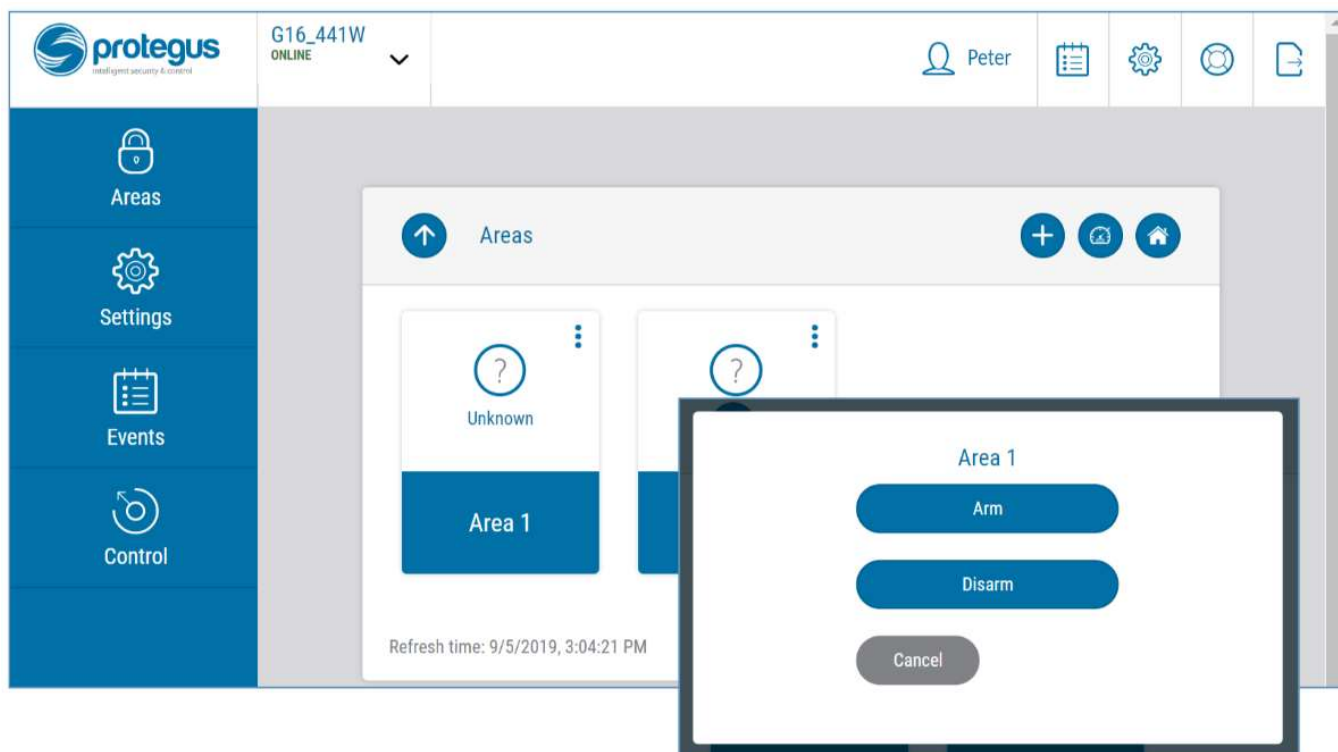 protegus
intelligent security & control
G16_441W
ONLINE
Peter
Areas
Settings
Events
Control
Areas
?
Unknown
Area 1
?
Refresh time: 9/5/2019, 3:04:21 PM
Area 1
Arm
Disarm
Cancel